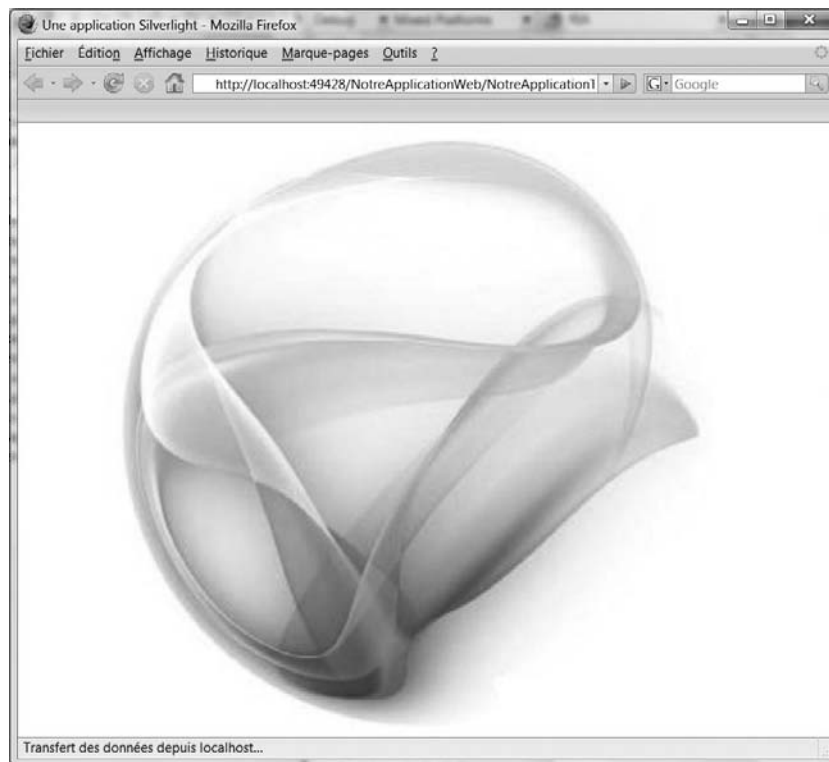 Une application Silverlight - Mozilla Firefox
Fichier Édition Affichage Historique Marque-pages Outils ?
http://localhost:49428/NotreApplicationWeb/NotreApplicationT
G Google
Transfert des données depuis localhost...